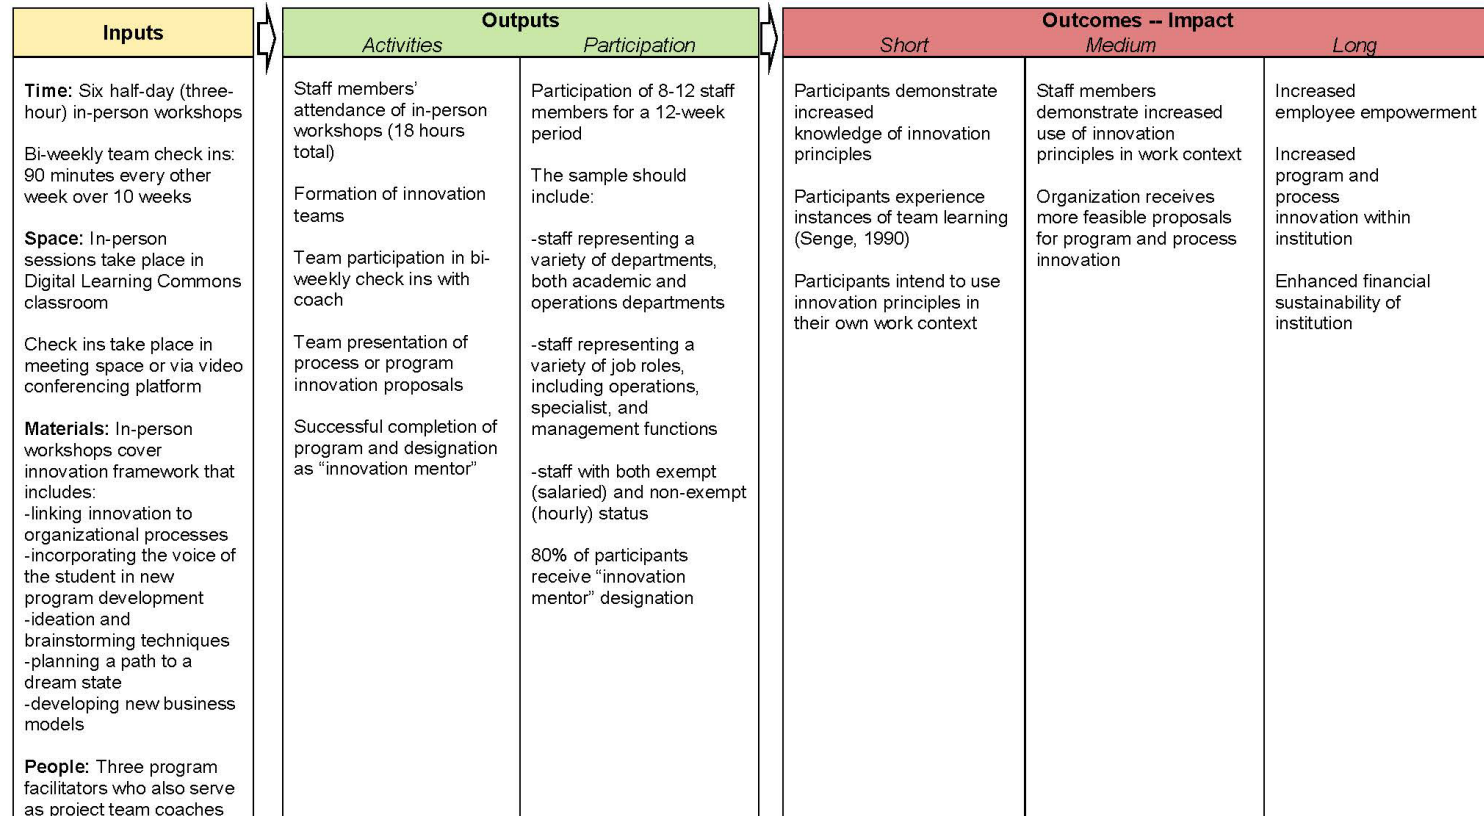 Inputs
Time: Six half-day (three-
hour) in-person workshops
Bi-weekly team check ins:
90 minutes every other
week over 10 weeks
Space: In-person
sessions take place in
Digital Learning Commons
classroom
Check ins take place in
meeting space or via video
conferencing platform
Materials: In-person
workshops cover
innovation framework that
includes:
-linking innovation to
organizational processes
-incorporating the voice of
the student in new
program development
-ideation and
brainstorming techniques
-planning a path to a
dream state
-developing new business
models
People: Three program
facilitators who also serve
as project team coaches
Outputs
Activities
Staff members’
attendance of in-person
workshops (18 hours
total)
Formation of innovation
teams
Team participation in bi-
weekly check ins with
coach
Team presentation of
process or program
innovation proposals
Successful completion of
program and designation
as “innovation mentor”
Participation
Participation of 8-12 staff
members for a 12-week
period
The sample should
include:
-staff representing a
variety of departments,
both academic and
operations departments
-staff representing a
variety of job roles,
including operations,
specialist, and
management functions
-staff with both exempt
(salaried) and non-exempt
(hourly) status
80% of participants
receive “innovation
mentor” designation
Outcomes -- Impact
Short
Participants demonstrate
increased
knowledge of innovation
principles
Participants experience
instances of team learning
(Senge, 1990)
Participants intend to use
innovation principles in
their own work context
Medium
Staff members
demonstrate increased
use of innovation
principles in work context
Organization receives
more feasible proposals
for program and process
innovation
Long
Increased
employee empowerment
Increased
program and
process
innovation within
institution
Enhanced financial
sustainability of
institution